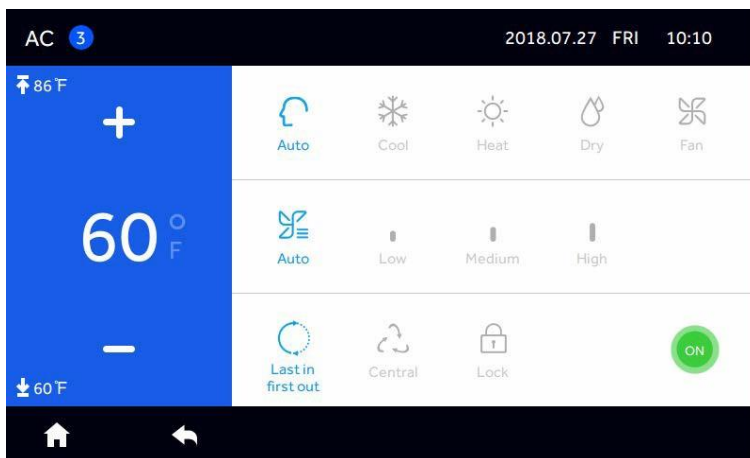 AC 3 2018.07.27 FRI 10:10
86°F
+
Auto Cool Heat Dry Fan
60 °F
Auto Low Medium High
−
Last in
first out
Central Lock ON
60°F